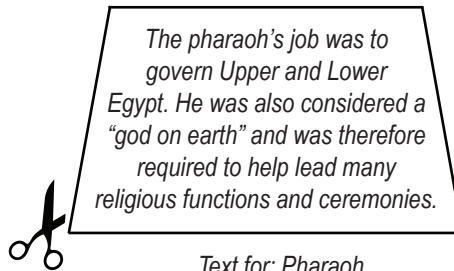 The pharaoh’s job was to
govern Upper and Lower
Egypt. He was also considered a
“god on earth” and was therefore
required to help lead many
religious functions and ceremonies.
Text for: Pharaoh